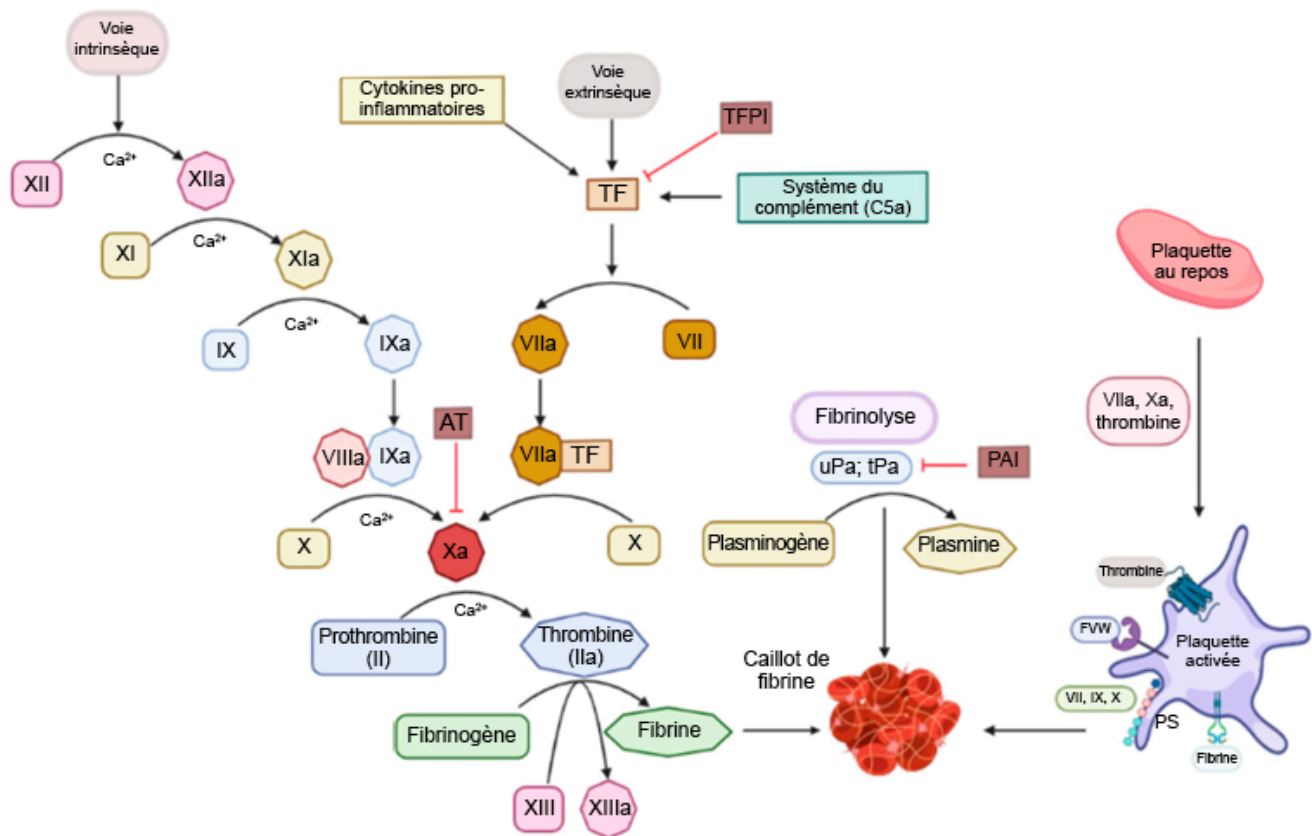 Voie
intrinsèque
Ca²⁺
XII
XIIa
XI
Ca²⁺
XIa
Ca²⁺
IX
IXa
VIIIa
IXa
X
Ca²⁺
Xa
AT
Cytokines pro-
inflammatoires
Voie
extrinsèque
TFPI
TF
Système du
complément (C5a)
VIIa
VII
VIIa
TF
X
Ca²⁺
Prothrombine
(II)
Thrombine
(IIa)
Fibrinogène
Fibrine
XIII
XIIIa
Fibrinolyse
uPa; tPa
PAI
Plasminogène
Plasmine
Caillot de
fibrine
Plaquette
au repos
VIIa, Xa,
thrombine
Thrombine
FVW
Plaquette
activée
VII, IX, X
PS
Fibrine